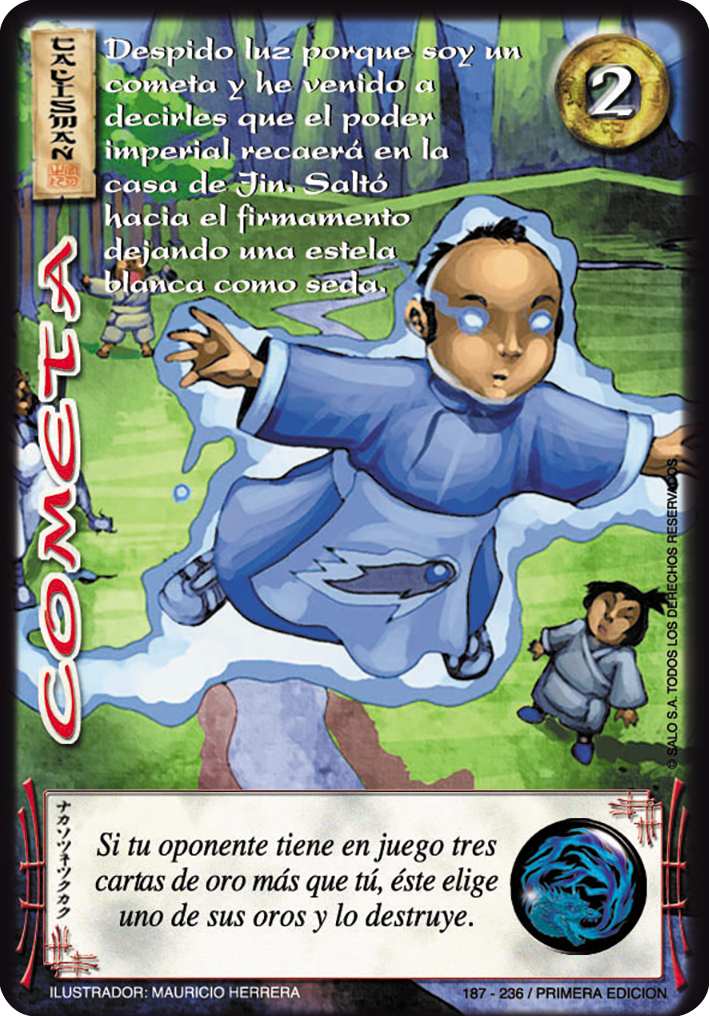 TALISMAN
Despido luz porque soy un
cometa y he venido a
decirles que el poder
imperial recaerá en la
casa de Jin. Saltó
hacia el firmamento
dejando una estela
blanca como seda.
2
COMETA
© SALO S.A. TODOS LOS DERECHOS RESERVADOS
ナカソツネツクカク
Si tu oponente tiene en juego tres
cartas de oro más que tú, éste elige
uno de sus oros y lo destruye.
ILUSTRADOR: MAURICIO HERRERA
187 - 236 / PRIMERA EDICION